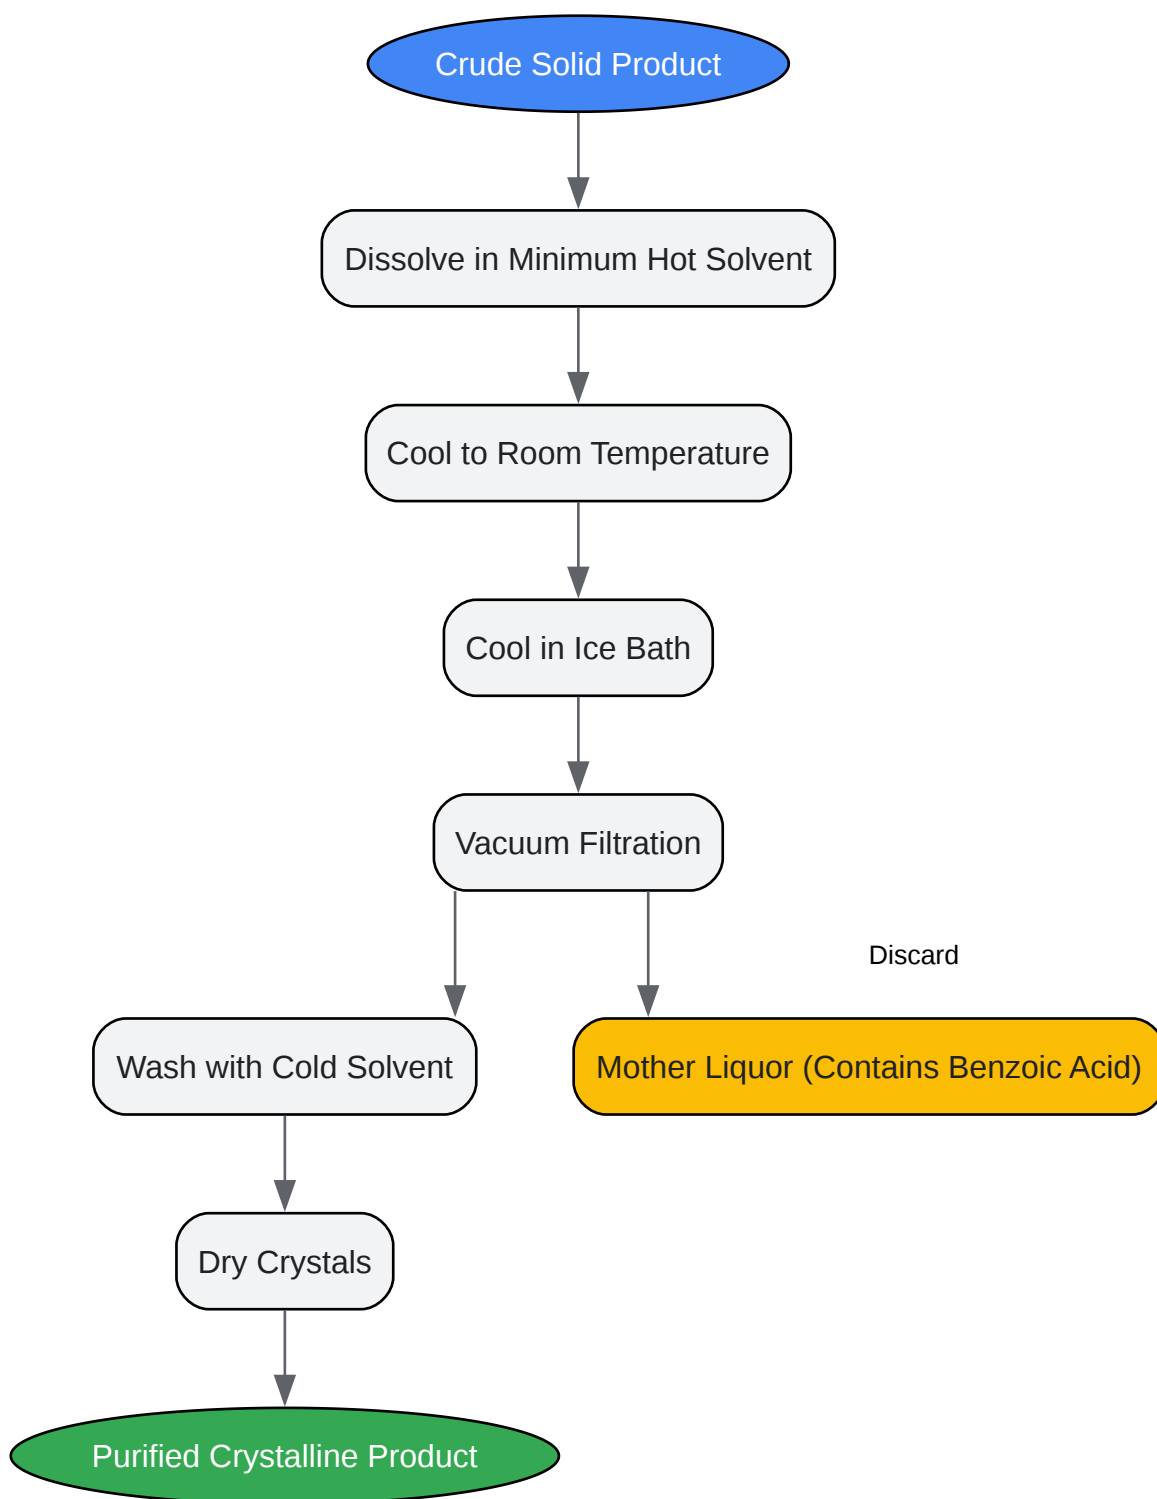 Crude Solid Product
Dissolve in Minimum Hot Solvent
Cool to Room Temperature
Cool in Ice Bath
Vacuum Filtration
Discard
Wash with Cold Solvent
Mother Liquor (Contains Benzoic Acid)
Dry Crystals
Purified Crystalline Product